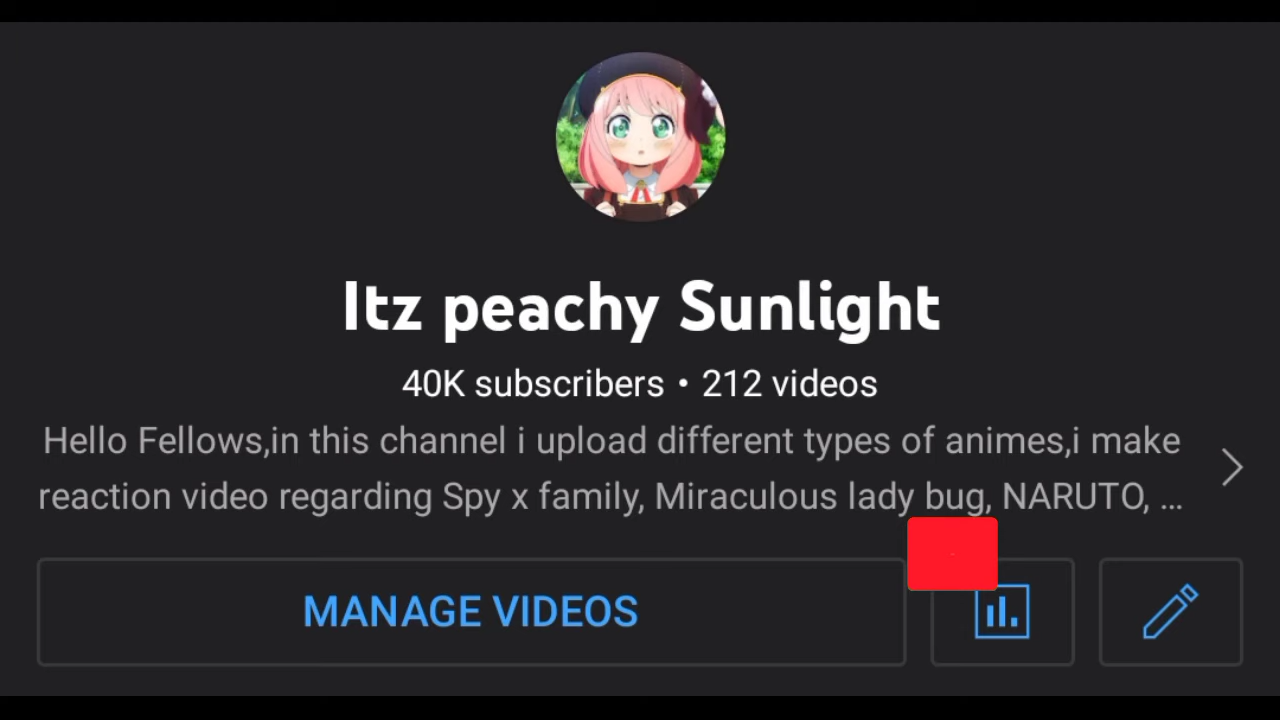 Itz peachy Sunlight
40K subscribers • 212 videos
Hello Fellows,in this channel i upload different types of animes,i make
reaction video regarding Spy x family, Miraculous lady bug, NARUTO, ...
MANAGE VIDEOS